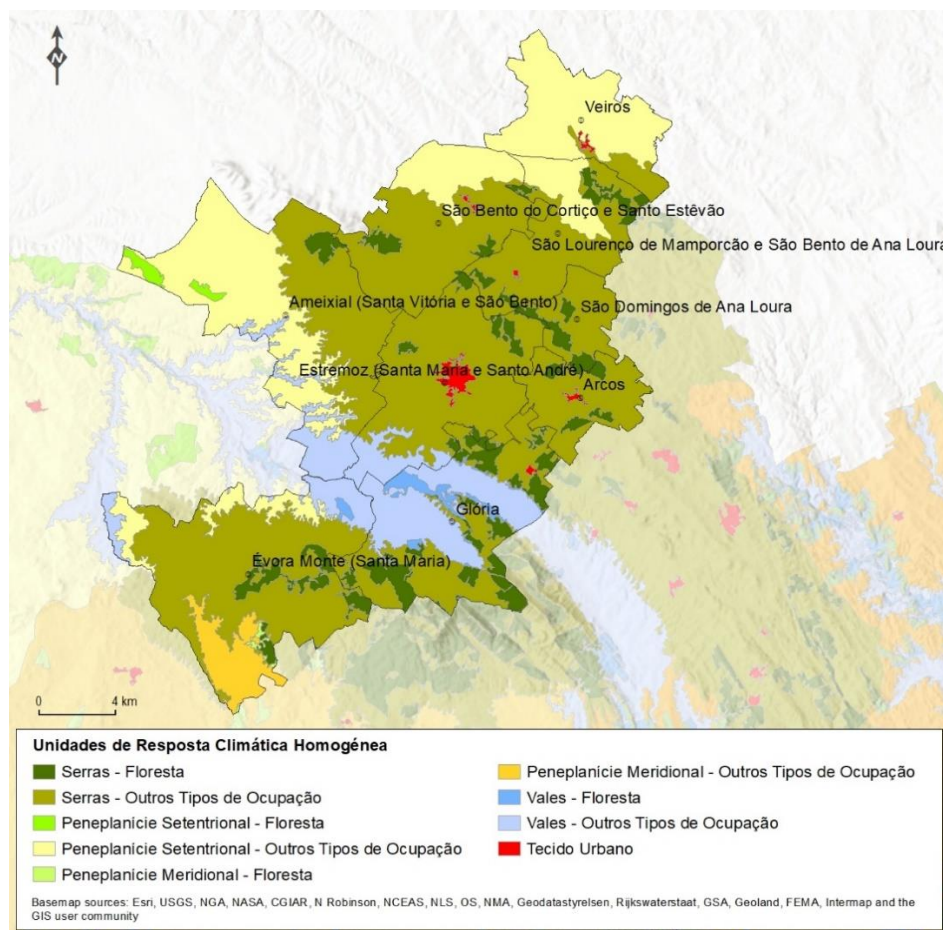 N
Veiros
São Bento do Cortiço e Santo Estêvão
São Lourenço de Mamporcão e São Bento de Ana Loura
Ameixial (Santa Vitória e São Bento)
São Domingos de Ana Loura
Estremoz (Santa Maria e Santo André)
Arcos
Glória
Évora Monte (Santa Maria)
0 4 km
Unidades de Resposta Climática Homogénea
Serras - Floresta
Serras - Outros Tipos de Ocupação
Peneplanície Setentrional - Floresta
Peneplanície Setentrional - Outros Tipos de Ocupação
Peneplanície Meridional - Floresta
Peneplanície Meridional - Outros Tipos de Ocupação
Vales - Floresta
Vales - Outros Tipos de Ocupação
Tecido Urbano
Basemap sources: Esri, USGS, NGA, NASA, CGIAR, N Robinson, NCEAS, NLS, OS, NMA, Geodatastyrelsen, Rijkswaterstaat, GSA, Geoland, FEMA, Intermap and the
GIS user community